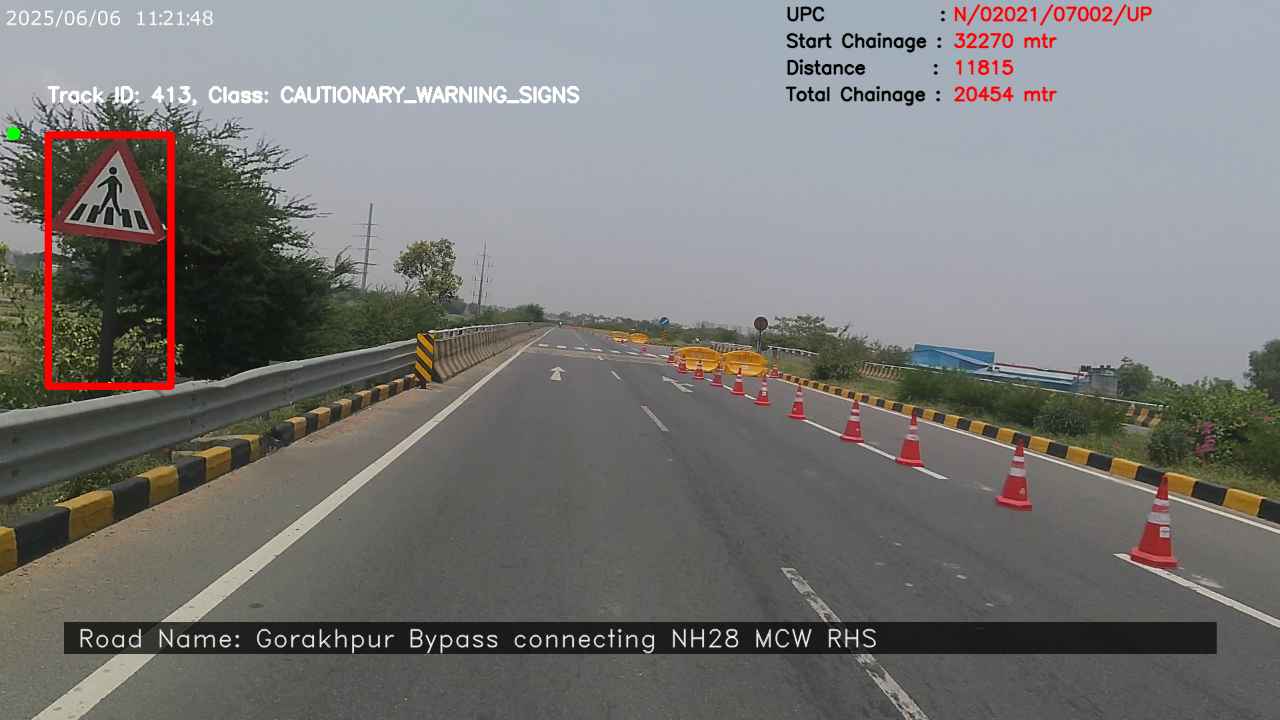 2025/06/06 11:21:48
UPC : N/02021/07002/UP
Start Chainage : 32270 mtr
Distance : 11815
Total Chainage : 20454 mtr
Track ID: 413, Class: CAUTIONARY_WARNING_SIGNS
Road Name: Gorakhpur Bypass connecting NH28 MCW RHS